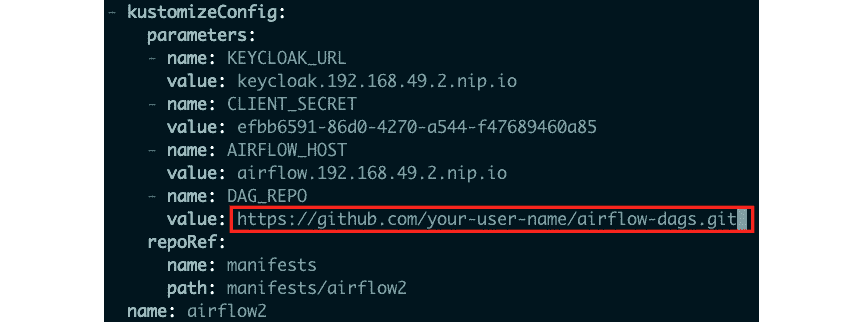 - kustomizeConfig:
parameters:
- name: KEYCLOAK_URL
value: keycloak.192.168.49.2.nip.io
- name: CLIENT_SECRET
value: efbb6591-86d0-4270-a544-f47689460a85
- name: AIRFLOW_HOST
value: airflow.192.168.49.2.nip.io
- name: DAG_REPO
value: https://github.com/your-user-name/airflow-dags.git
repoRef:
name: manifests
path: manifests/airflow2
name: airflow2